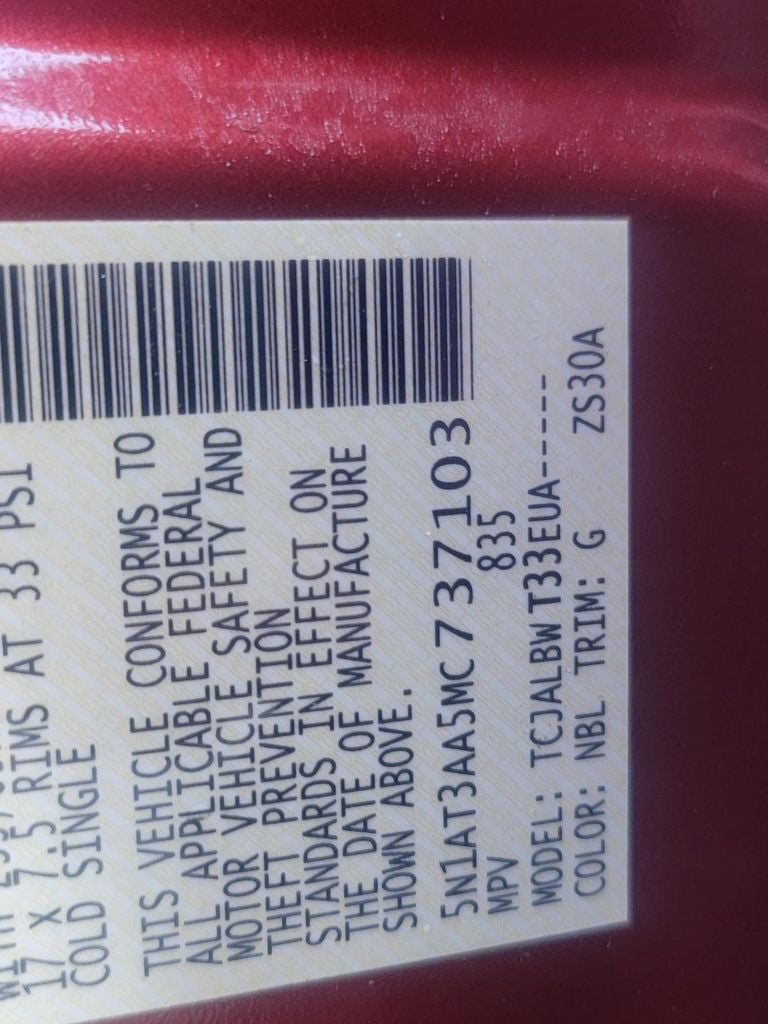 17 X 7.5 RIMS AT 33 PSI
COLD SINGLE
THIS VEHICLE CONFORMS TO
ALL APPLICABLE FEDERAL
MOTOR VEHICLE SAFETY AND
THEFT PREVENTION
STANDARDS IN EFFECT ON
THE DATE OF MANUFACTURE
SHOWN ABOVE.
5N1AT3AA5MC737103
MPV 835
MODEL: TCJALBW T33EUA-----
COLOR: NBL TRIM: G ZS30A